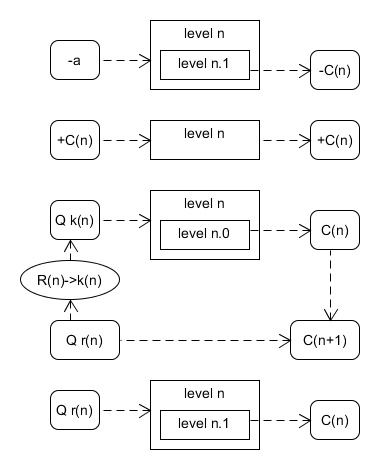 level n
-a
level n.1
-C(n)
+C(n)
level n
+C(n)
level n
Q k(n)
level n.0
C(n)
R(n)->k(n)
Q r(n)
C(n+1)
level n
Q r(n)
level n.1
C(n)